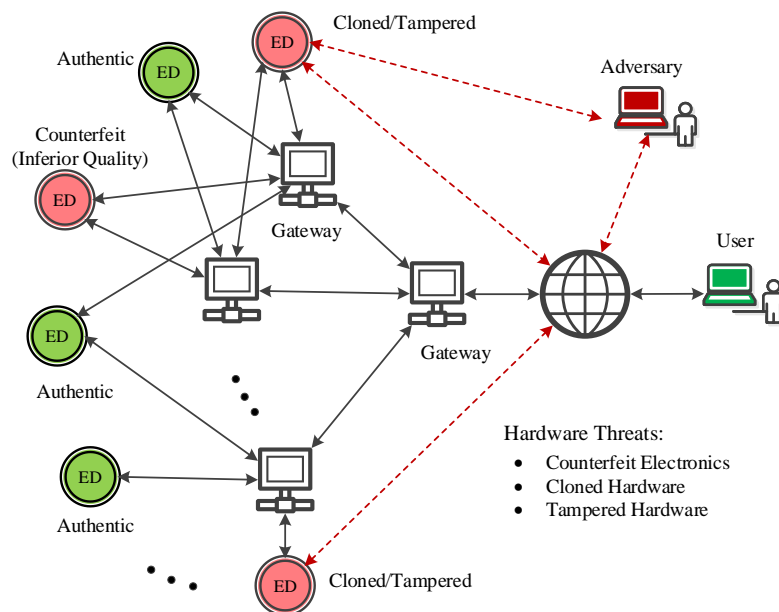 Cloned/Tampered
ED
Authentic
ED
Adversary
Counterfeit
(Inferior Quality)
ED
Gateway
User
ED
Authentic
Gateway
Hardware Threats:
• Counterfeit Electronics
• Cloned Hardware
• Tampered Hardware
ED
Authentic
ED
Cloned/Tampered